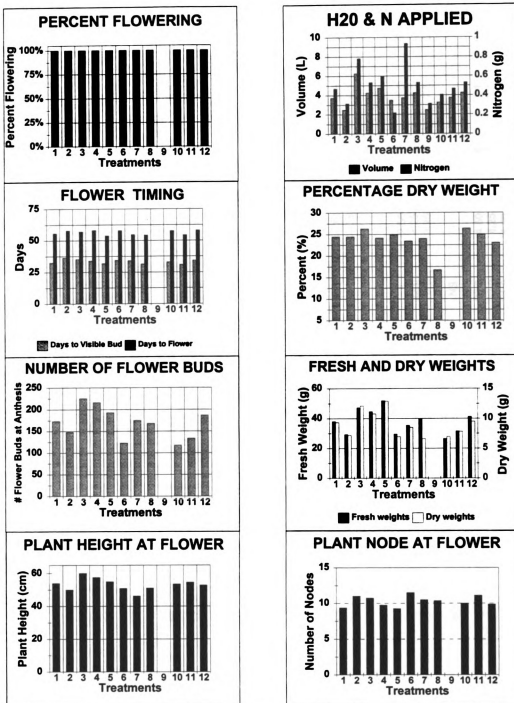 PERCENT FLOWERING
Percent Flowering
100%
75%
50%
25%
0%
1 2 3 4 5 6 7 8 9 10 11 12
Treatments
FLOWER TIMING
Days
75
50
25
0
1 2 3 4 5 6 7 8 9 10 11 12
Treatments
Days to Visible Bud Days to Flower
NUMBER OF FLOWER BUDS
# Flower Buds at Anthesis
250
200
150
100
50
0
1 2 3 4 5 6 7 8 9 10 11 12
Treatments
PLANT HEIGHT AT FLOWER
Plant Height (cm)
60
40
20
0
1 2 3 4 5 6 7 8 9 10 11 12
Treatments
H20 & N APPLIED
Volume (L)
10
8
6
4
2
0
Nitrogen (g)
1
0.8
0.6
0.4
0.2
0
1 2 3 4 5 6 7 8 9 10 11 12
Treatments
Volume Nitrogen
PERCENTAGE DRY WEIGHT
Percent (%)
30
25
20
15
10
5
1 2 3 4 5 6 7 8 9 10 11 12
Treatments
FRESH AND DRY WEIGHTS
Fresh Weight (g)
60
40
20
0
Dry Weight (g)
15
10
5
0
1 2 3 4 5 6 7 8 9 10 11 12
Treatments
Fresh weights Dry weights
PLANT NODE AT FLOWER
Number of Nodes
15
10
5
0
1 2 3 4 5 6 7 8 9 10 11 12
Treatments